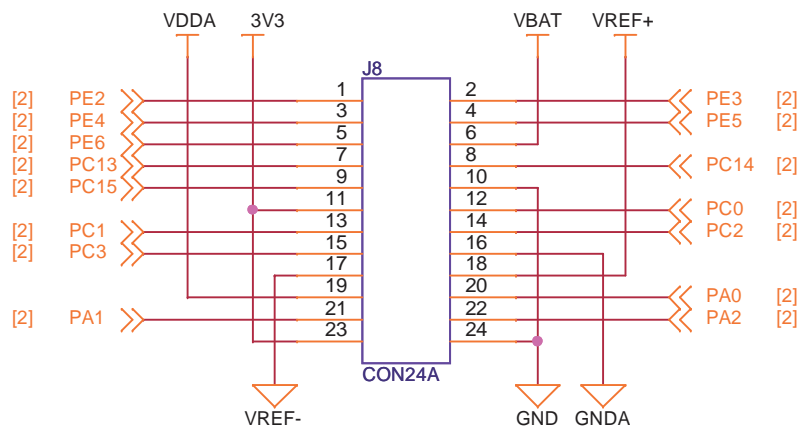 VDDA 3V3 VBAT VREF+
J8
[2] PE2 1 2 PE3 [2]
[2] PE4 3 4 PE5 [2]
[2] PE6 5 6
[2] PC13 7 8 PC14 [2]
[2] PC15 9 10
11 12 PC0 [2]
[2] PC1 13 14 PC2 [2]
[2] PC3 15 16
17 18
19 20 PA0 [2]
[2] PA1 21 22 PA2 [2]
23 24
CON24A
VREF- GND GNDA